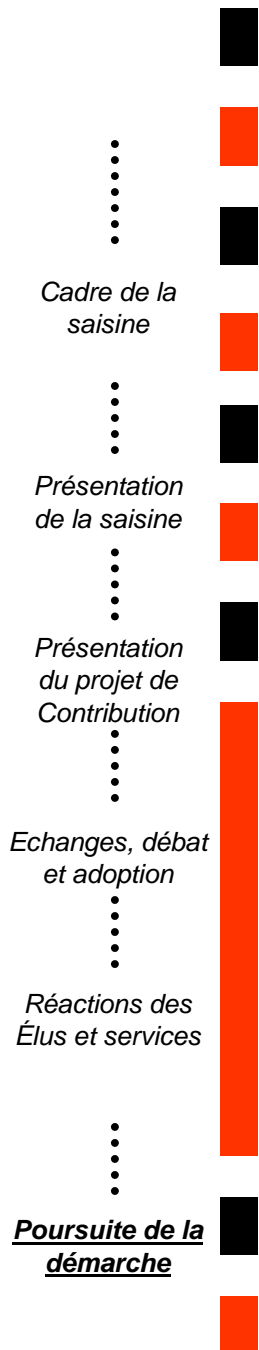 Cadre de la
saisine
Présentation
de la saisine
Présentation
du projet de
Contribution
Echanges, débat
et adoption
Réactions des
Élus et services
Poursuite de la
démarche